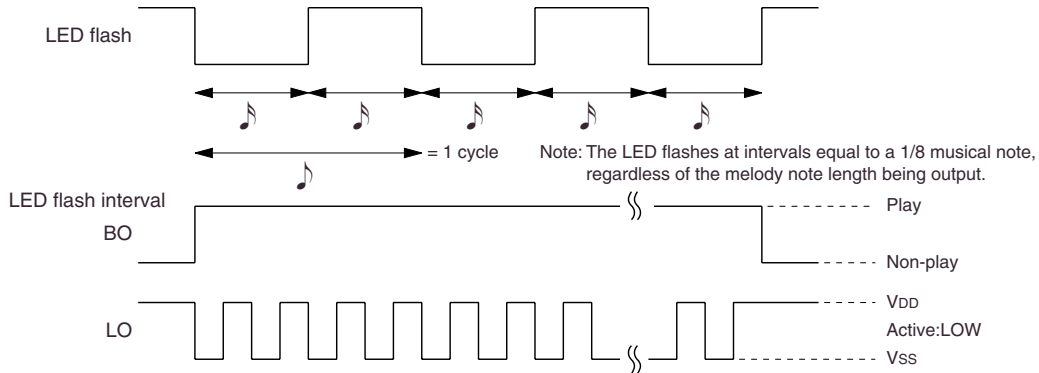 LED flash
= 1 cycle
Note: The LED flashes at intervals equal to a 1/8 musical note,
regardless of the melody note length being output.
LED flash interval
BO
Play
Non-play
LO
VDD
Active:LOW
VSS